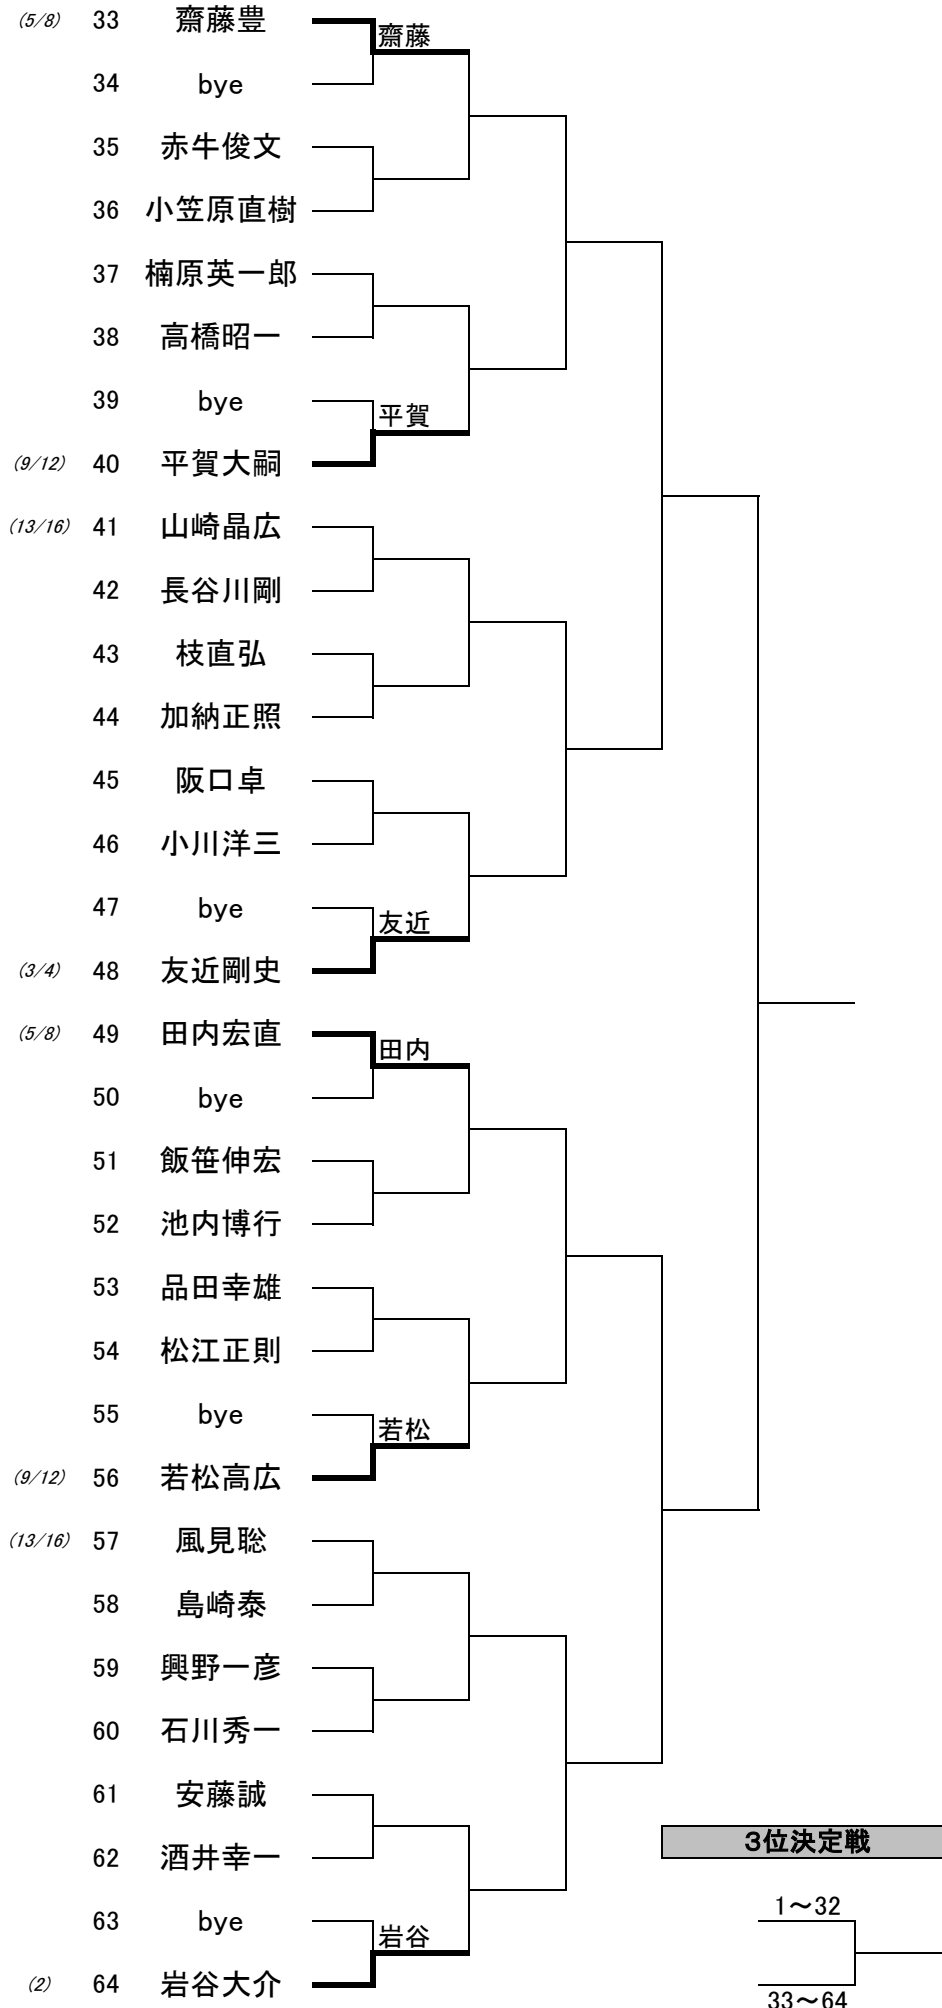 (5/8) 33 齋藤豊
齋藤
34 bye
35 赤牛俊文
36 小笠原直樹
37 楠原英一郎
38 高橋昭一
39 bye
平賀
(9/12) 40 平賀大嗣
(13/16) 41 山崎晶広
42 長谷川剛
43 枝直弘
44 加納正照
45 阪口卓
46 小川洋三
47 bye
友近
(3/4) 48 友近剛史
(5/8) 49 田内宏直
田内
50 bye
51 飯笹伸宏
52 池内博行
53 品田幸雄
54 松江正則
55 bye
若松
(9/12) 56 若松高広
(13/16) 57 風見聡
58 島崎泰
59 興野一彦
60 石川秀一
61 安藤誠
62 酒井幸一
3位決定戦
1～32
63 bye
岩谷
(2) 64 岩谷大介
33～64